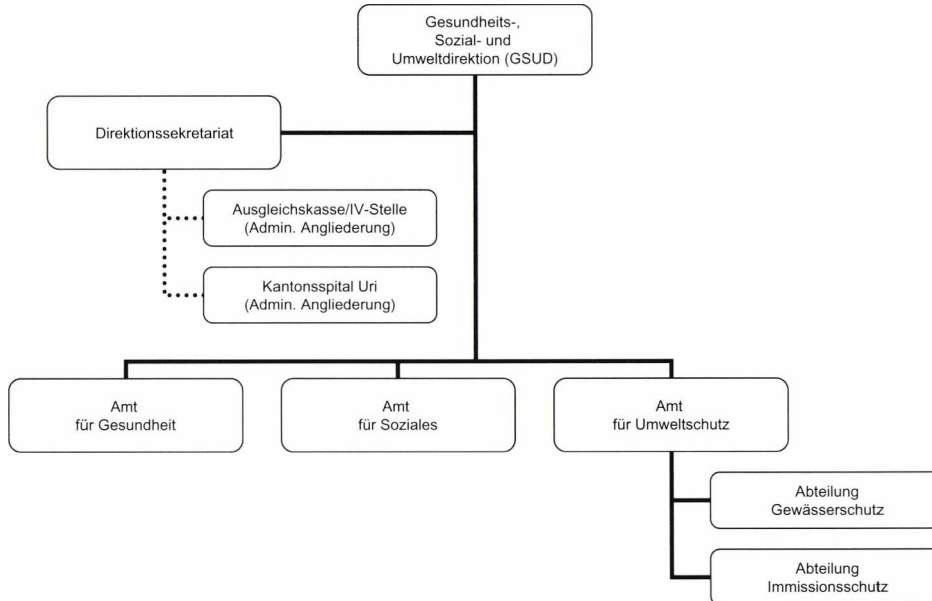 Gesundheits-,
Sozial- und
Umweltdirektion (GSUD)
Direktionssekretariat
Ausgleichskasse/IV-Stelle
(Admin. Angliederung)
Kantonsspital Uri
(Admin. Angliederung)
Amt
für Gesundheit
Amt
für Soziales
Amt
für Umweltschutz
Abteilung
Gewässerschutz
Abteilung
Immissionsschutz